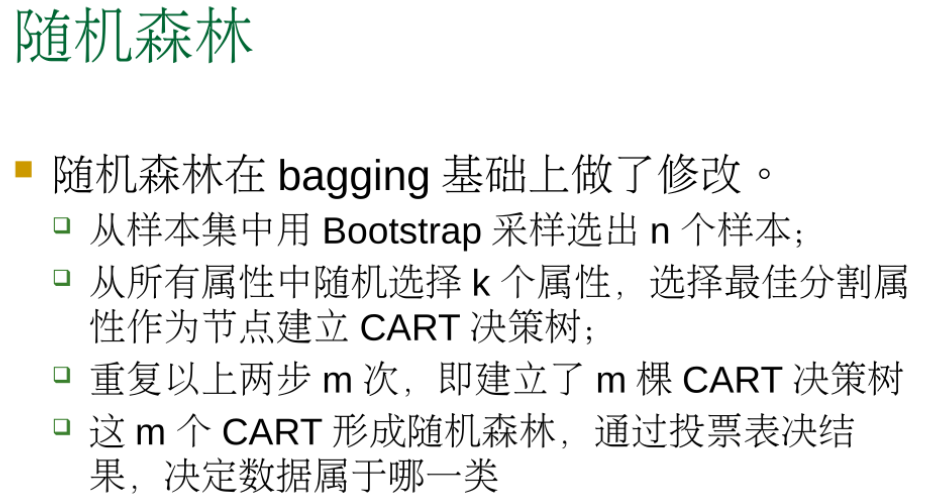 随机森林
随机森林在 bagging 基础上做了修改。
从样本集中用 Bootstrap 采样选出 n 个样本；
从所有属性中随机选择 k 个属性，选择最佳分割属
性作为节点建立 CART 决策树；
重复以上两步 m 次，即建立了 m 棵 CART 决策树
这 m 个 CART 形成随机森林，通过投票表决结
果，决定数据属于哪一类